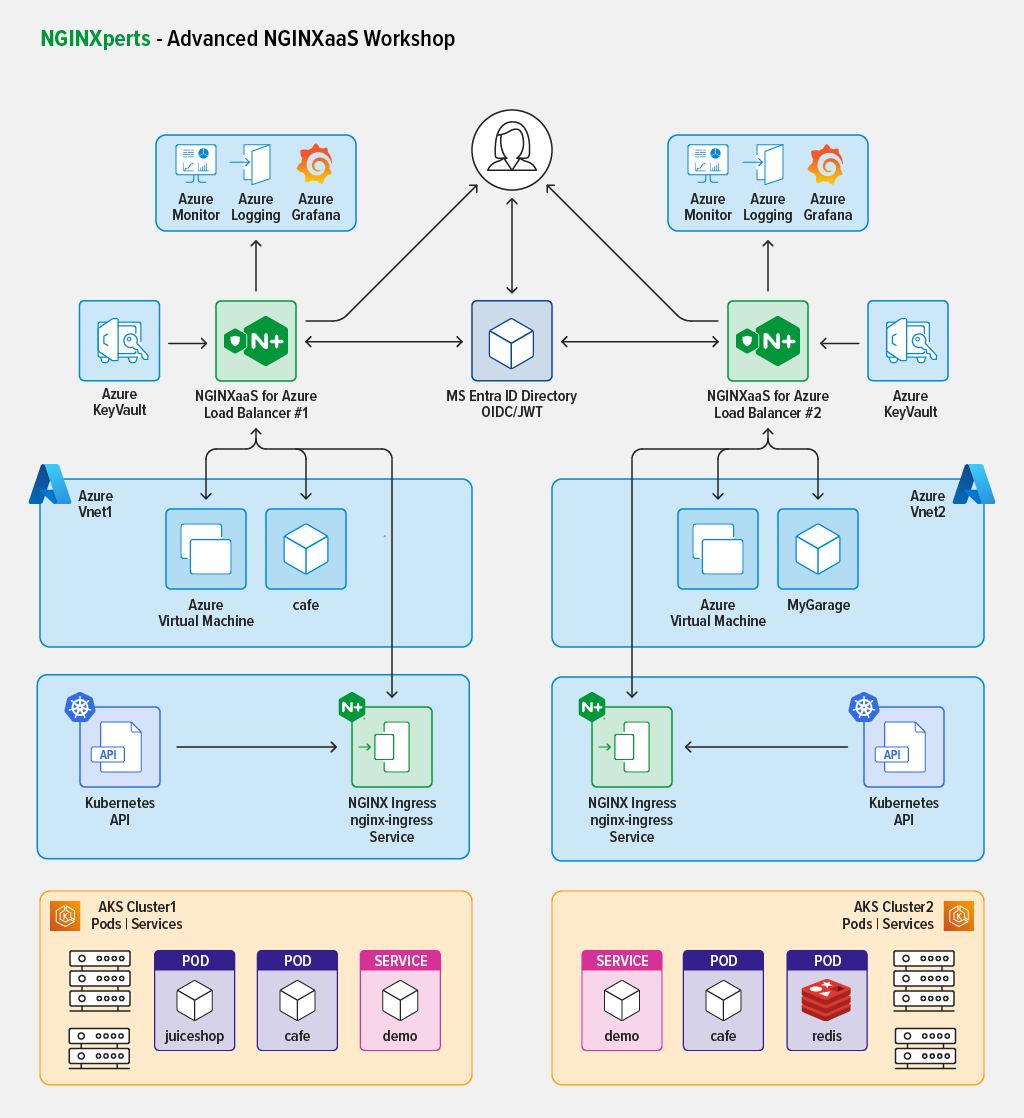 NGINXperts - Advanced NGINXaaS Workshop
Azure
Monitor
Azure
Logging
Azure
Grafana
Azure
Monitor
Azure
Logging
Azure
Grafana
N+
N+
Azure
KeyVault
NGINXaaS for Azure
Load Balancer #1
MS Entra ID Directory
OIDC/JWT
NGINXaaS for Azure
Load Balancer #2
Azure
KeyVault
Azure
Vnet1
Azure
Virtual Machine
cafe
Azure
Vnet2
Azure
Virtual Machine
MyGarage
API
Kubernetes
API
N+
NGINX Ingress
nginx-ingress
Service
N+
NGINX Ingress
nginx-ingress
Service
API
Kubernetes
API
K
AKS Cluster1
Pods | Services
POD
juiceshop
POD
cafe
SERVICE
demo
AKS Cluster2
Pods | Services
K
SERVICE
demo
POD
cafe
POD
redis